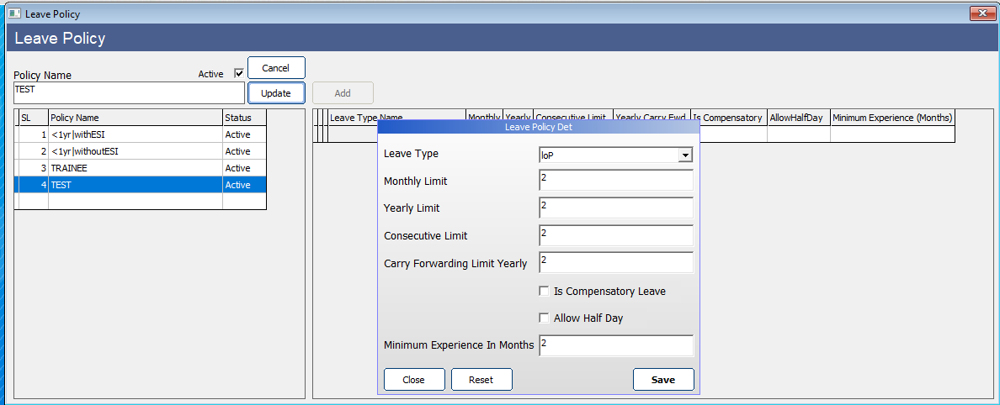 Leave Policy
Leave Policy
Policy Name
Active
Cancel
TEST
Update
Add
SL Policy Name Status
1 <1yr|withESI Active
2 <1yr|withoutESI Active
3 TRAINEE Active
4 TEST Active
Leave Type Name Monthly Yearly Consecutive Limit Yearly Carry Fwd Is Compensatory AllowHalfDay Minimum Experience (Months)
Leave Policy Det
Leave Type loP
Monthly Limit 2
Yearly Limit 2
Consecutive Limit 2
Carry Forwarding Limit Yearly 2
Is Compensatory Leave
Allow Half Day
Minimum Experience In Months 2
Close Reset Save